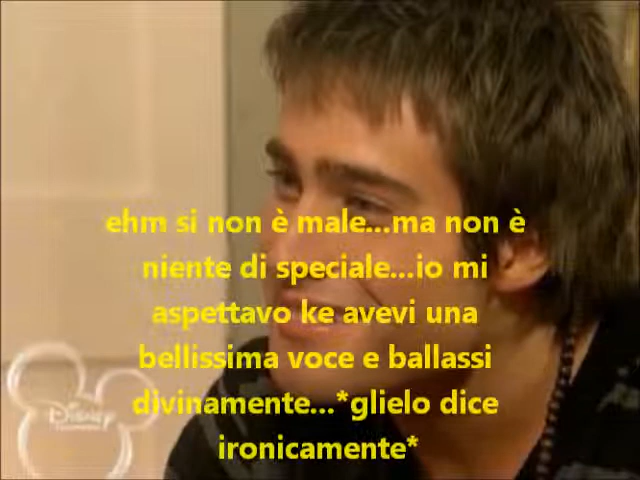 ehm si non è male...ma non è
niente di speciale...io mi
aspettavo ke avevi una
bellissima voce e ballassi
divinamente...*glielo dice
ironicamente*
Disney